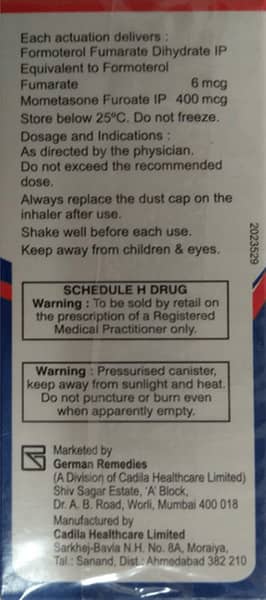 Each actuation delivers :
Formoterol Fumarate Dihydrate IP
Equivalent to Formoterol
Fumarate 6 mcg
Mometasone Furoate IP 400 mcg
Store below 25ºC. Do not freeze.
Dosage and Indications :
As directed by the physician.
Do not exceed the recommended
dose.
Always replace the dust cap on the
inhaler after use.
Shake well before each use.
Keep away from children & eyes.
2023529
SCHEDULE H DRUG
Warning : To be sold by retail on
the prescription of a Registered
Medical Practitioner only.
Warning : Pressurised canister,
keep away from sunlight and heat.
Do not puncture or burn even
when apparently empty.
Marketed by
German Remedies
(A Division of Cadila Healthcare Limited)
Shiv Sagar Estate, 'A' Block,
Dr. A. B. Road, Worli, Mumbai 400 018
Manufactured by
Cadila Healthcare Limited
Sarkhej-Bavla N.H. No. 8A, Moraiya,
Tal.: Sanand, Dist.: Ahmedabad 382 210